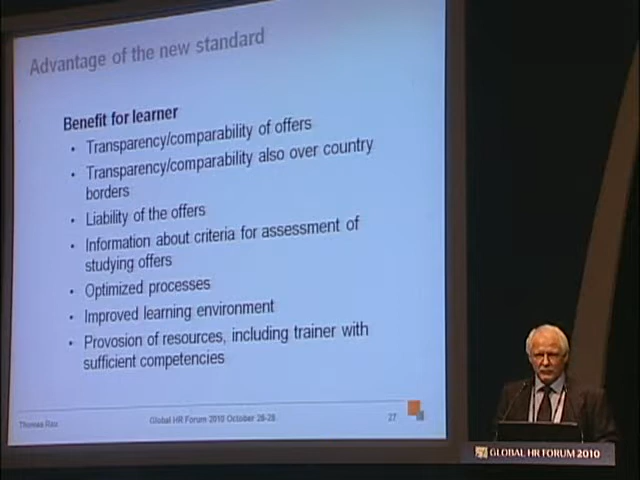 Advantage of the new standard
Benefit for learner
• Transparency/comparability of offers
• Transparency/comparability also over country
borders
• Liability of the offers
• Information about criteria for assessment of
studying offers
• Optimized processes
• Improved learning environment
• Provosion of resources, including trainer with
sufficient competencies
Thomas Rau
Global HR Forum 2010 October 26-28
27
GLOBAL HR FORUM 2010